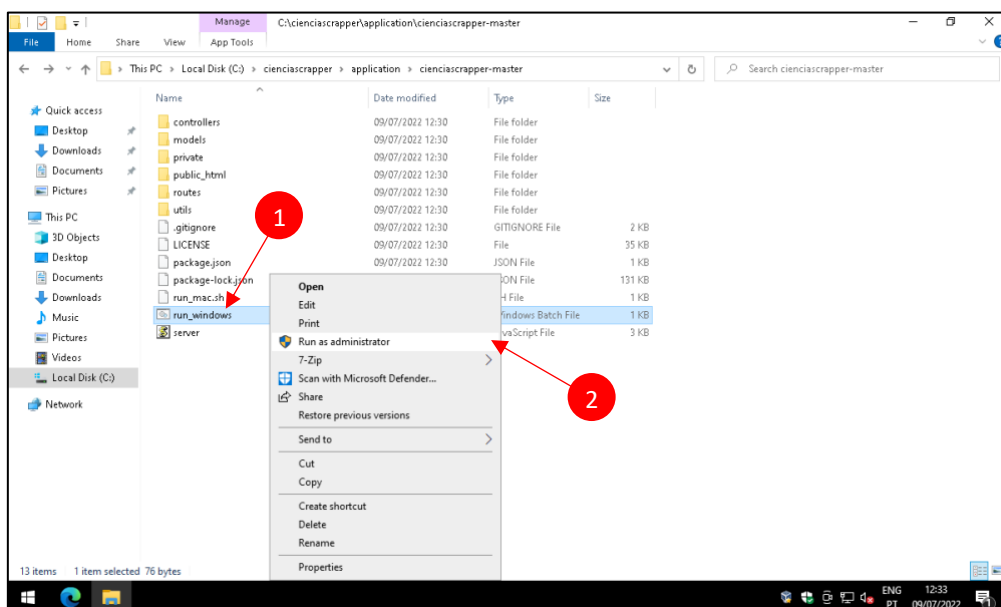 Manage
C:\cienciascrapper\application\cienciascrapper-master
File Home Share View App Tools
This PC > Local Disk (C:) > cienciascrapper > application > cienciascrapper-master
Search cienciascrapper-master
Name Date modified Type Size
Quick access
Desktop
Downloads
Documents
Pictures
This PC
3D Objects
Desktop
Documents
Downloads
Music
Pictures
Videos
Local Disk (C:)
Network
controllers 09/07/2022 12:30 File folder
models 09/07/2022 12:30 File folder
private 09/07/2022 12:30 File folder
public_html 09/07/2022 12:30 File folder
routes 09/07/2022 12:30 File folder
utils 09/07/2022 12:30 File folder
.gitignore 09/07/2022 12:30 GITIGNORE File 2 KB
LICENSE 09/07/2022 12:30 File 35 KB
package.json 09/07/2022 12:30 JSON File 1 KB
package-lock.json File 131 KB
run_mac.sh File 1 KB
run_windows Windows Batch File 1 KB
server File 3 KB
1
Open
Edit
Print
Run as administrator
7-Zip
Scan with Microsoft Defender...
Share
Restore previous versions
Send to
Cut
Copy
Create shortcut
Delete
Rename
Properties
2
13 items 1 item selected 76 bytes
ENG 12:33
PT 09/07/2022